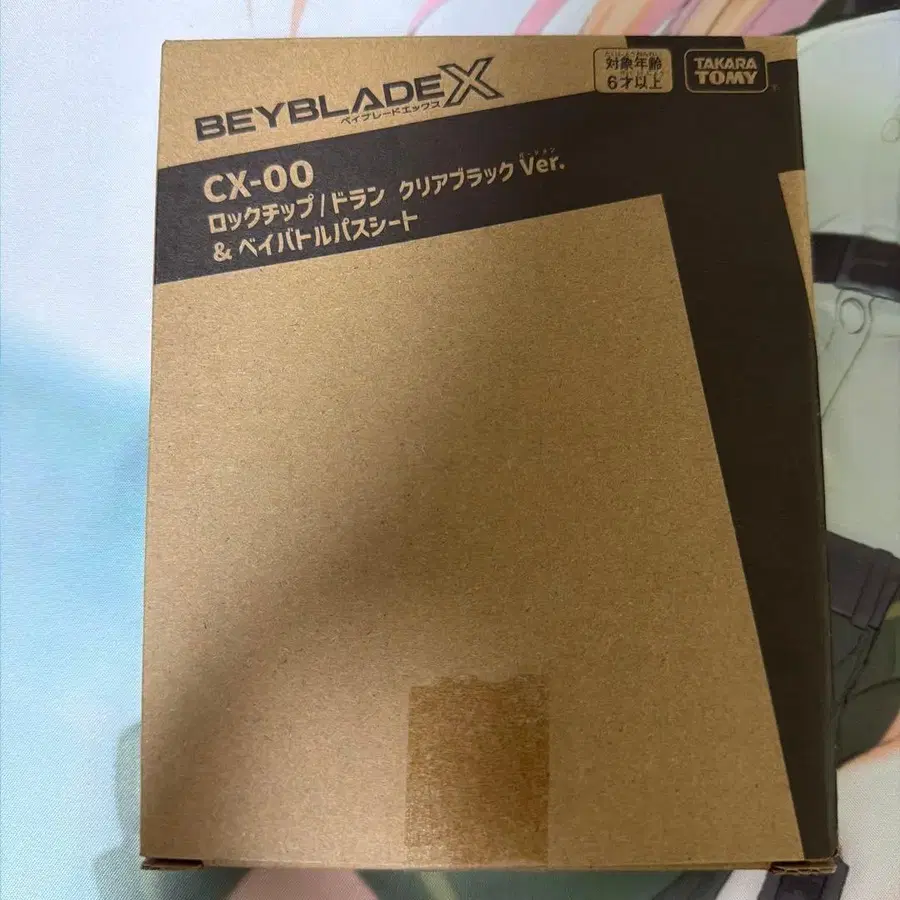 BEYBLADE X
ベイブレードエックス
対象年齢
6才以上
TAKARA
TOMY
CX-00
ロックチップ/ドラン クリアブラック Ver.
& ベイバトルパスシート